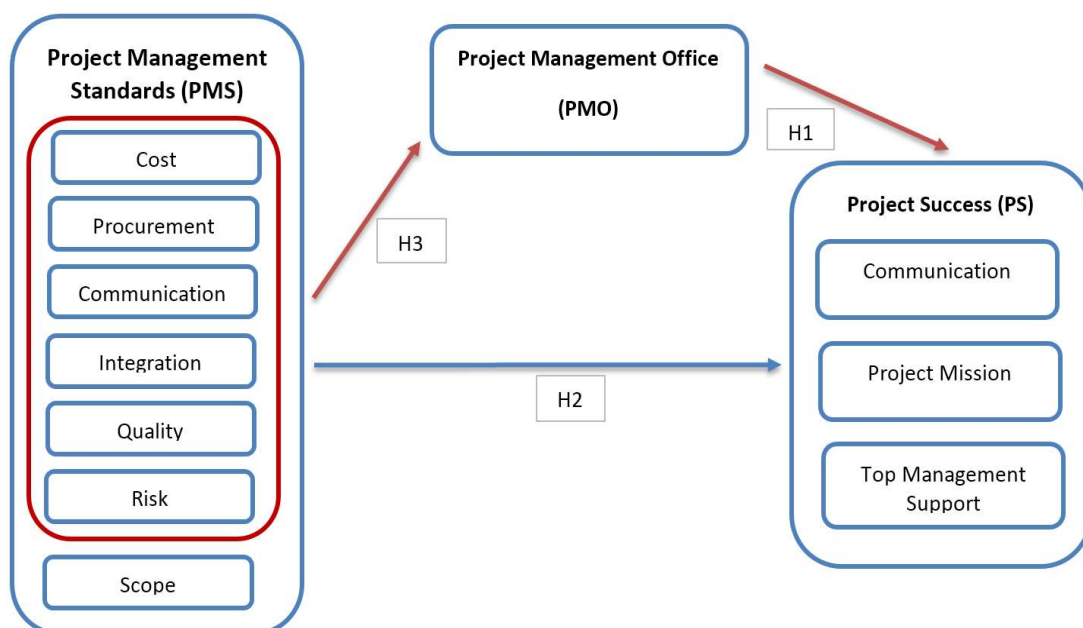 Project Management
Standards (PMS)
Cost
Procurement
Communication
Integration
Quality
Risk
Scope
Project Management Office
(PMO)
H1
H3
H2
Project Success (PS)
Communication
Project Mission
Top Management
Support